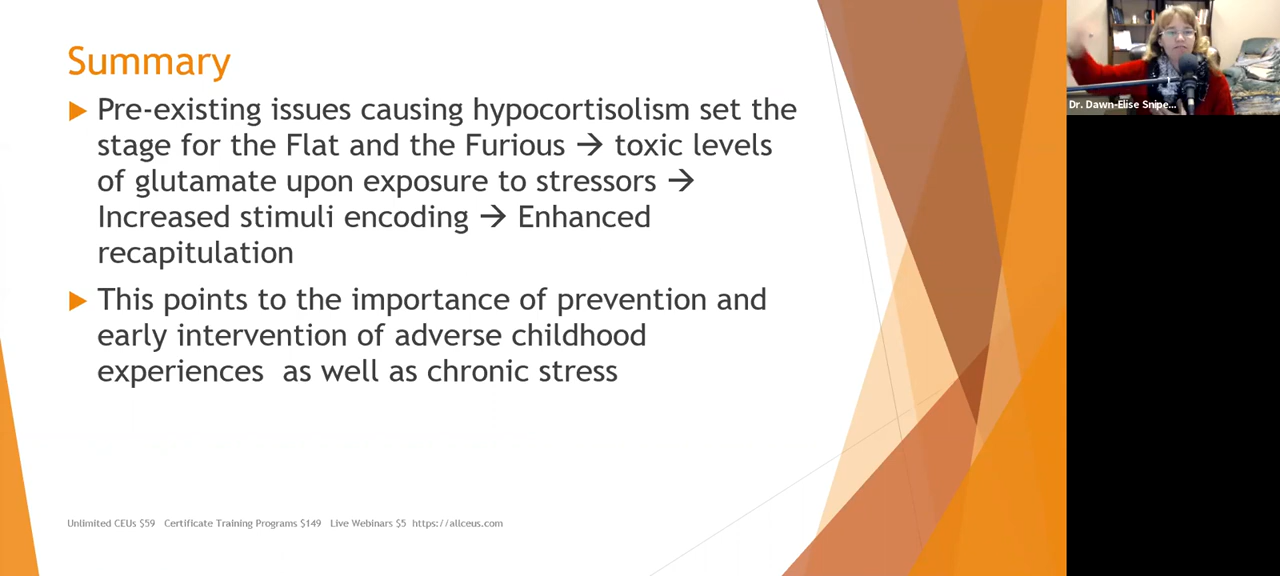 Summary
Pre-existing issues causing hypocortisolism set the
stage for the Flat and the Furious → toxic levels
of glutamate upon exposure to stressors →
Increased stimuli encoding → Enhanced
recapitulation
This points to the importance of prevention and
early intervention of adverse childhood
experiences  as well as chronic stress
Unlimited CEUs $59   Certificate Training Programs $149   Live Webinars $5  https://allceus.com
Dr. Dawn-Elise Snipe...